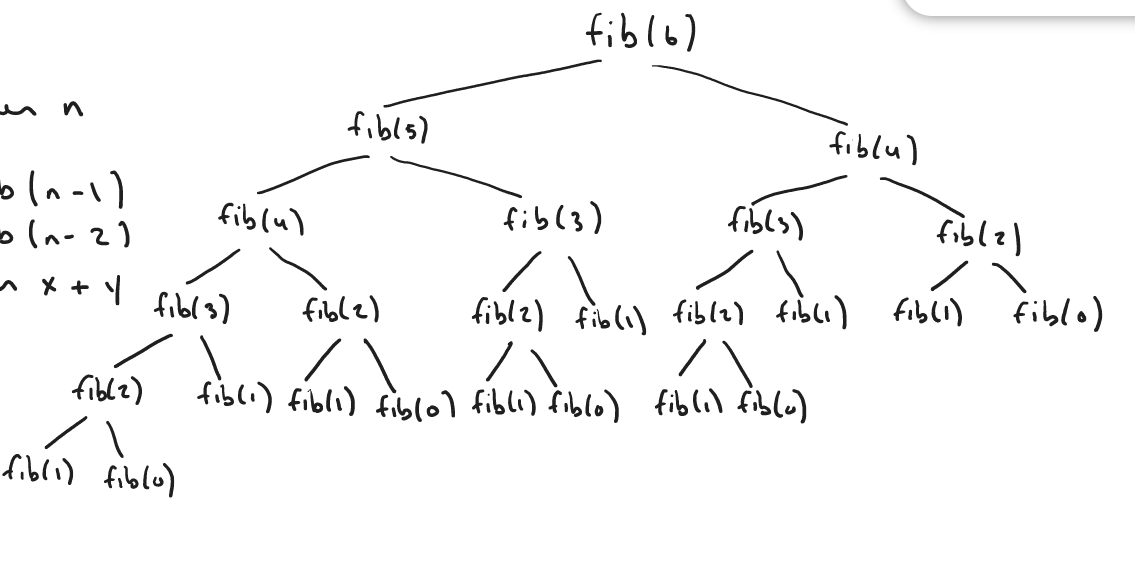 fib(6)
n
fib(5) fib(4)
(n-1)
fib(4) fib(3) fib(3) fib(2)
(n-2)
x + y
fib(3) fib(2) fib(2) fib(1) fib(2) fib(1) fib(1) fib(0)
fib(2) fib(1) fib(1) fib(0) fib(1) fib(0) fib(1) fib(0)
fib(1) fib(0)